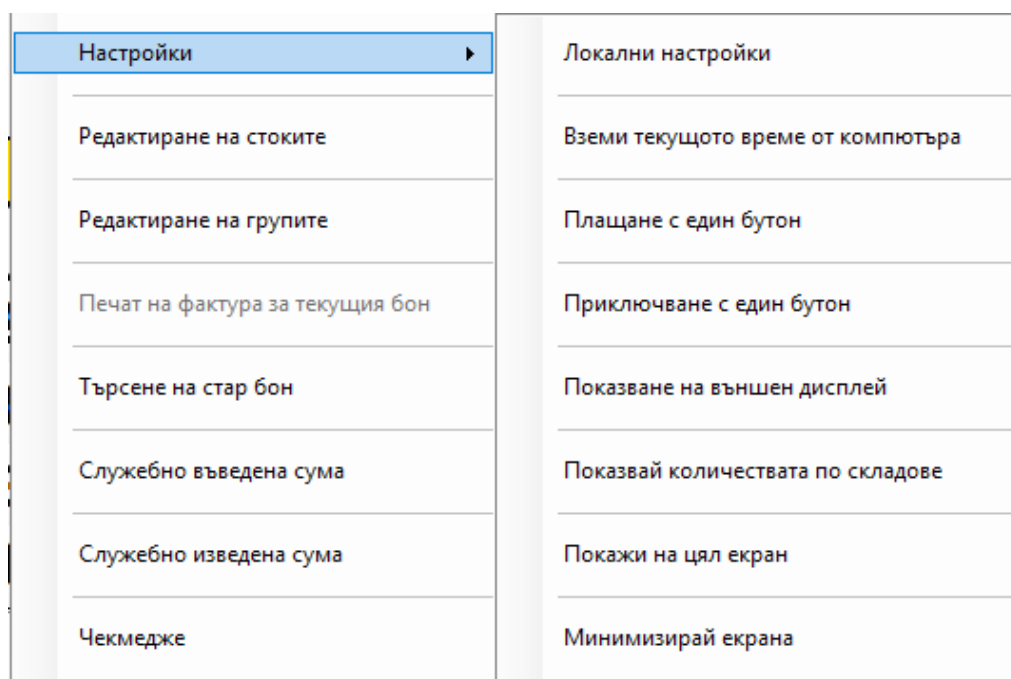 Настройки
Редактиране на стоките
Редактиране на групите
Печат на фактура за текущия бон
Търсене на стар бон
Служебно въведена сума
Служебно изведена сума
Чекмедже
Локални настройки
Вземи текущото време от компютъра
Плащане с един бутон
Приключване с един бутон
Показване на външен дисплей
Показвай количествата по складове
Покажи на цял екран
Минимизирай екрана